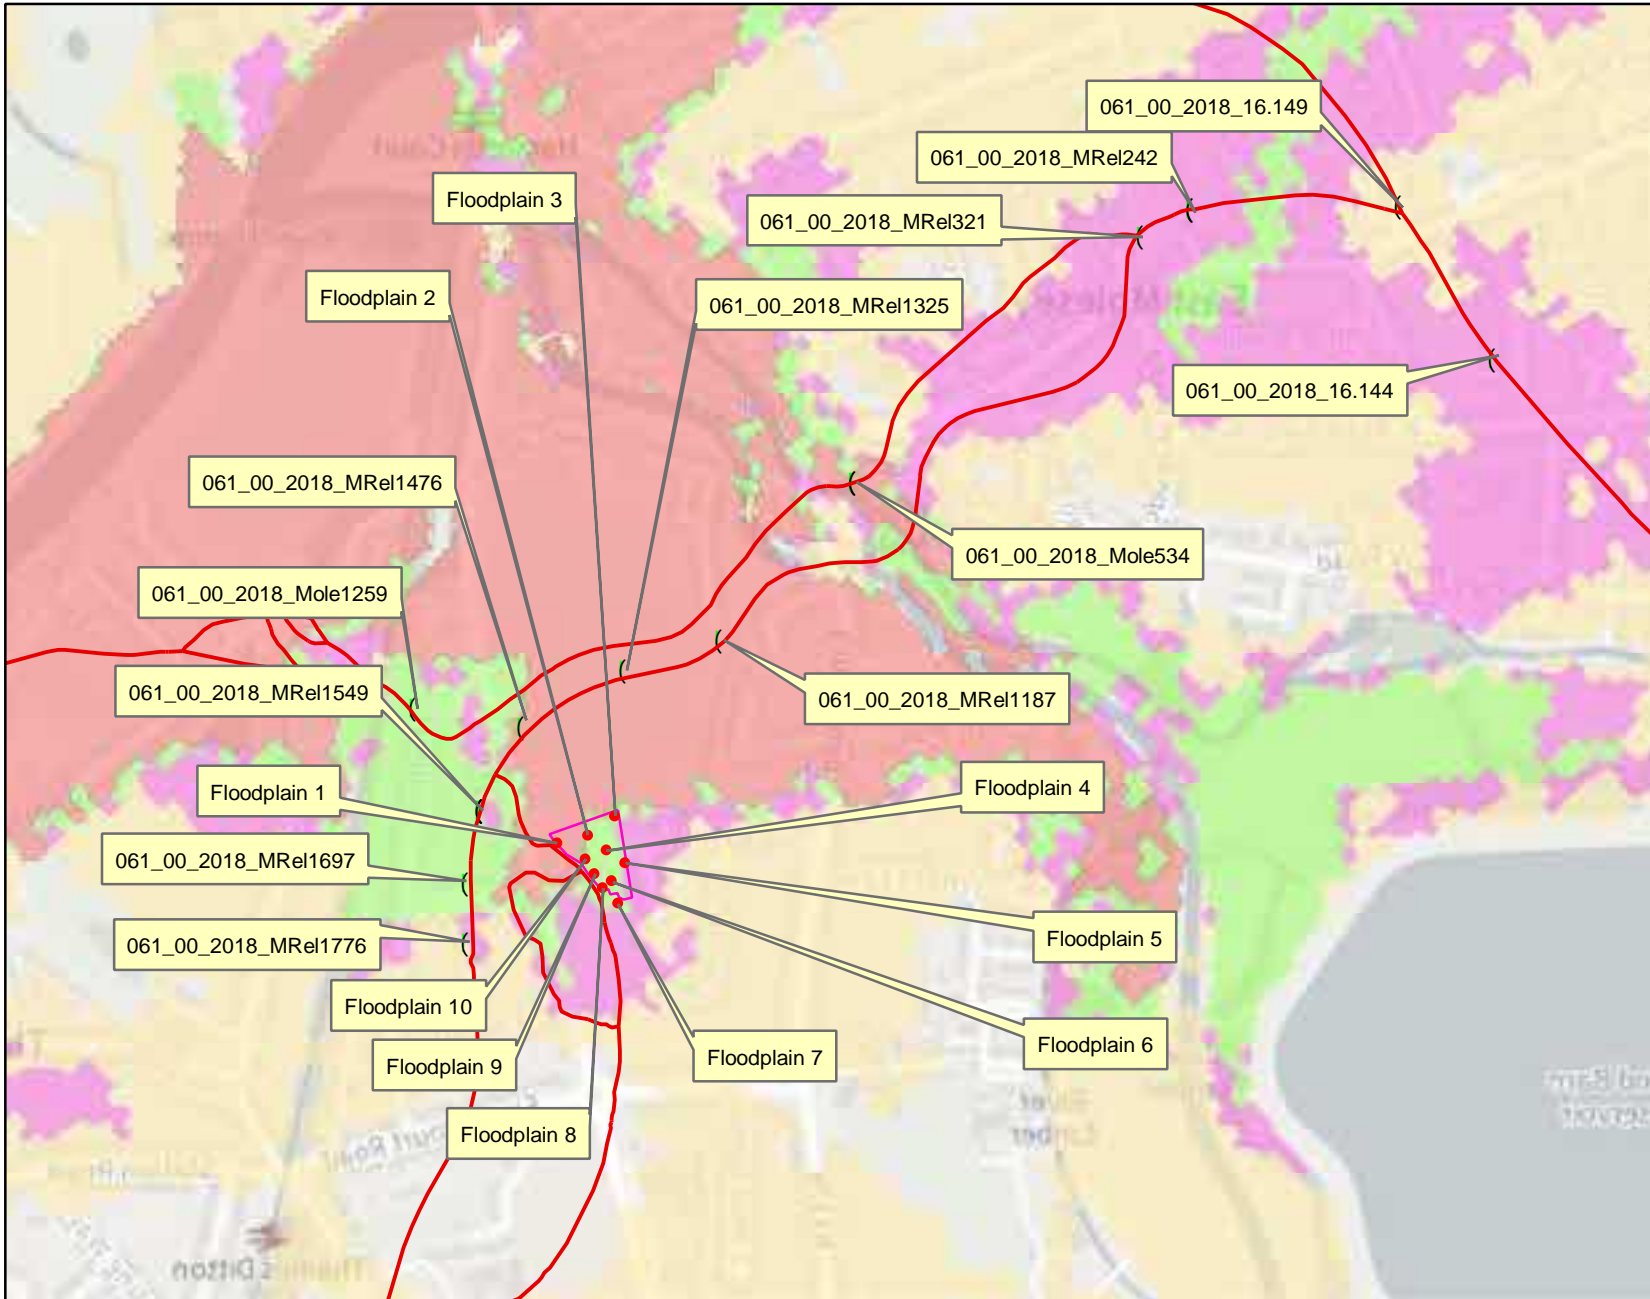 061_00_2018_16.149
061_00_2018_MRel242
Floodplain 3
061_00_2018_MRel321
Floodplain 2
061_00_2018_MRel1325
061_00_2018_16.144
061_00_2018_MRel1476
061_00_2018_Mole534
061_00_2018_Mole1259
061_00_2018_MRel1549
061_00_2018_MRel1187
Floodplain 1
Floodplain 4
061_00_2018_MRel1697
061_00_2018_MRel1776
Floodplain 5
Floodplain 10
Floodplain 6
Floodplain 9
Floodplain 7
Floodplain 8
Ditton